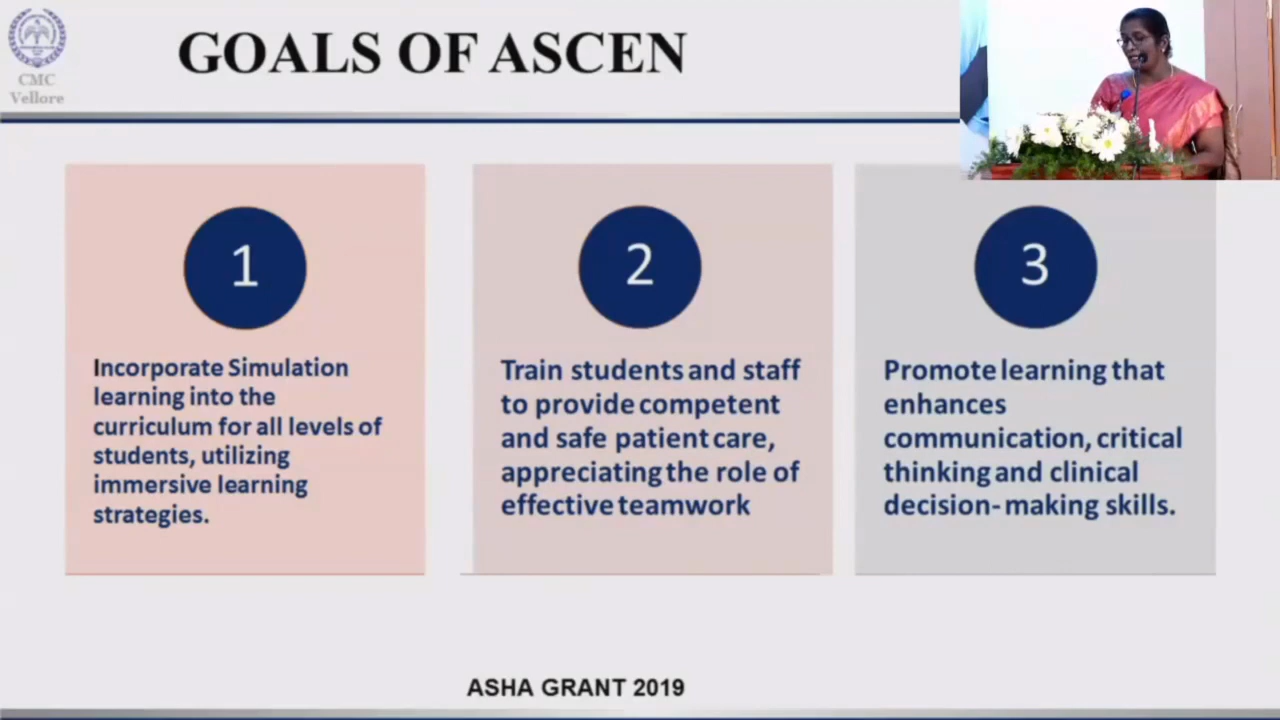 CMC
Vellore
GOALS OF ASCEN
1
Incorporate Simulation
learning into the
curriculum for all levels of
students, utilizing
immersive learning
strategies.
2
Train students and staff
to provide competent
and safe patient care,
appreciating the role of
effective teamwork
3
Promote learning that
enhances
communication, critical
thinking and clinical
decision- making skills.
ASHA GRANT 2019